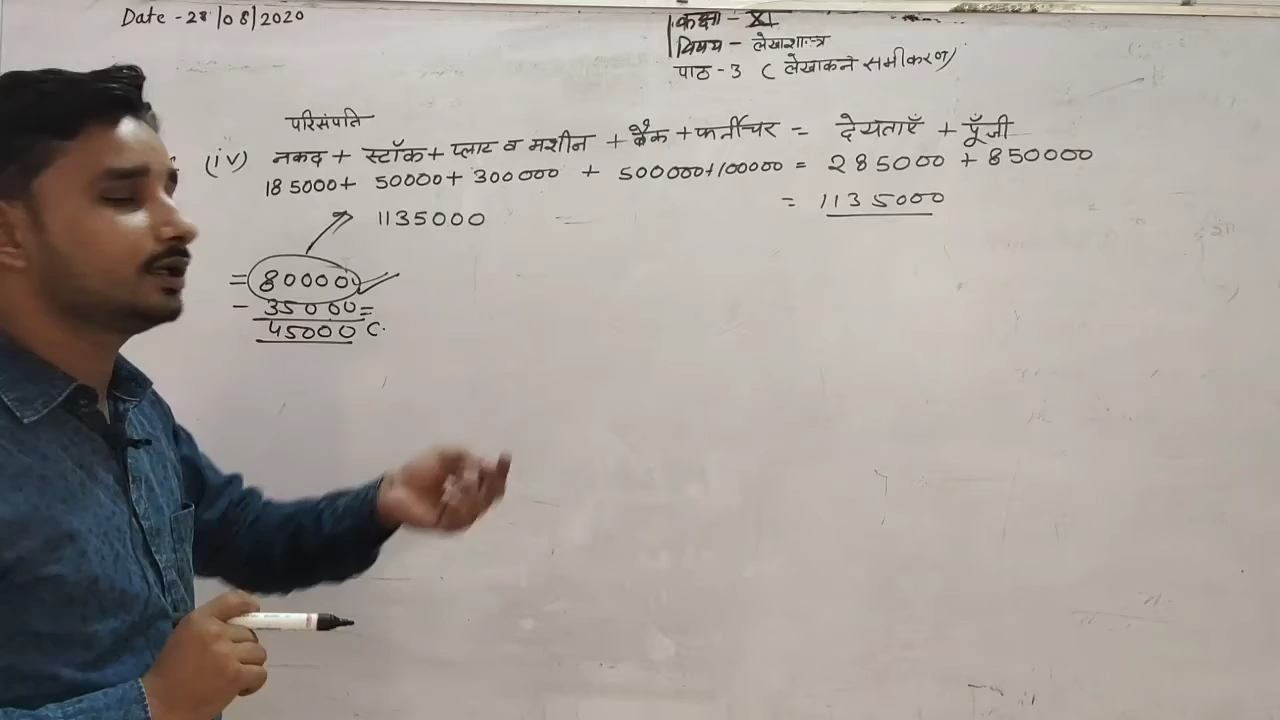 Date - 28/08/2020
कक्षा - XI
विषय - लेखाशास्त्र
पाठ - 3 ( लेखाकन समीकरण)
परिसंपति
(iv) नकद + स्टॉक + प्लाट व मशीन + बैंक + फर्नीचर = देयताएँ + पूँजी
185000 + 50000 + 300000 + 500000 + 100000 = 285000 + 850000
1135000 = 1135000
= 80000
- 35000 =
45000 C.